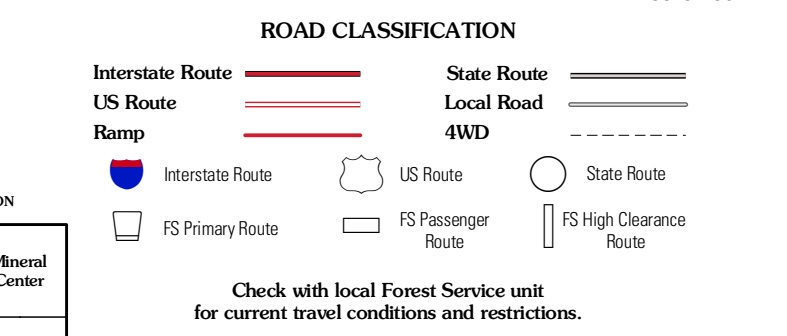 ROAD CLASSIFICATION
Interstate Route
State Route
US Route
Local Road
Ramp
4WD
Interstate Route
US Route
State Route
FS Primary Route
FS Passenger
Route
FS High Clearance
Route
Check with local Forest Service unit
for current travel conditions and restrictions.
ON
Mineral
Center